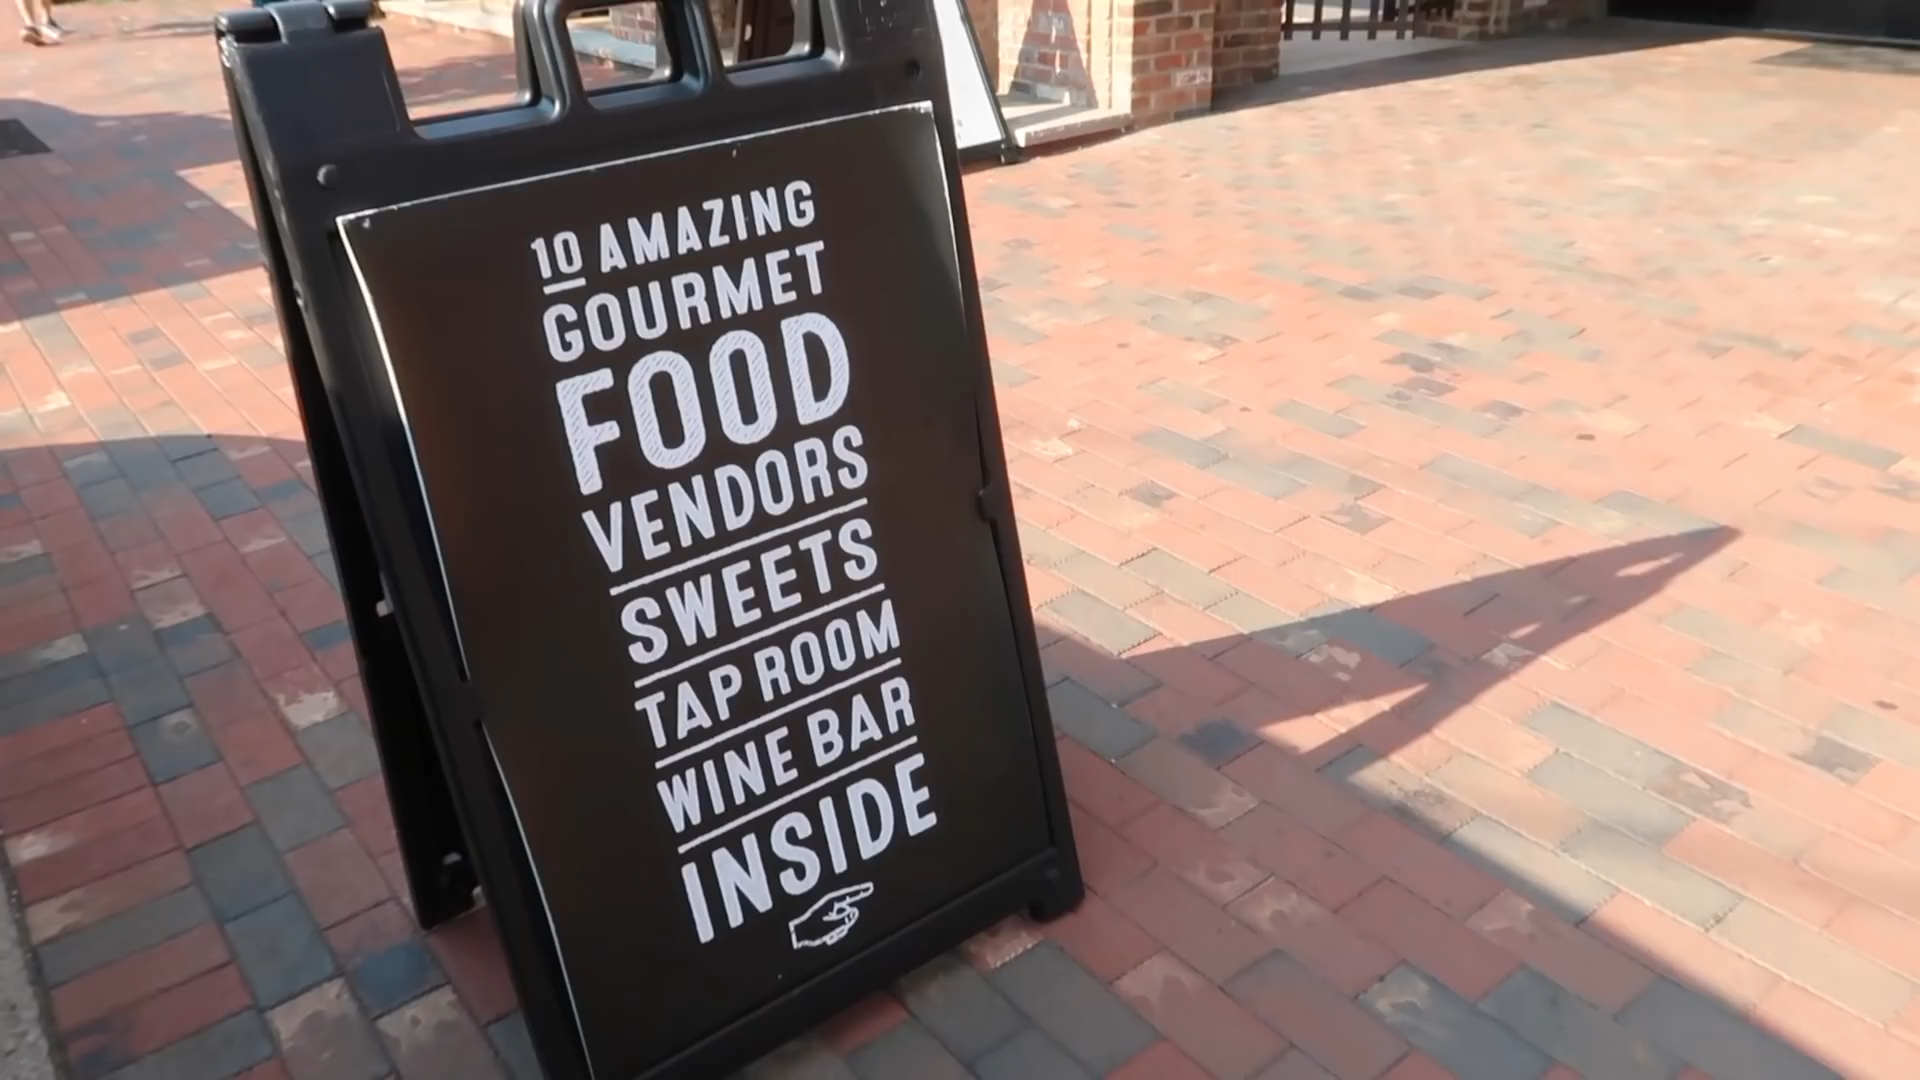 10 AMAZING
GOURMET
FOOD
VENDORS
SWEETS
TAP ROOM
WINE BAR
INSIDE